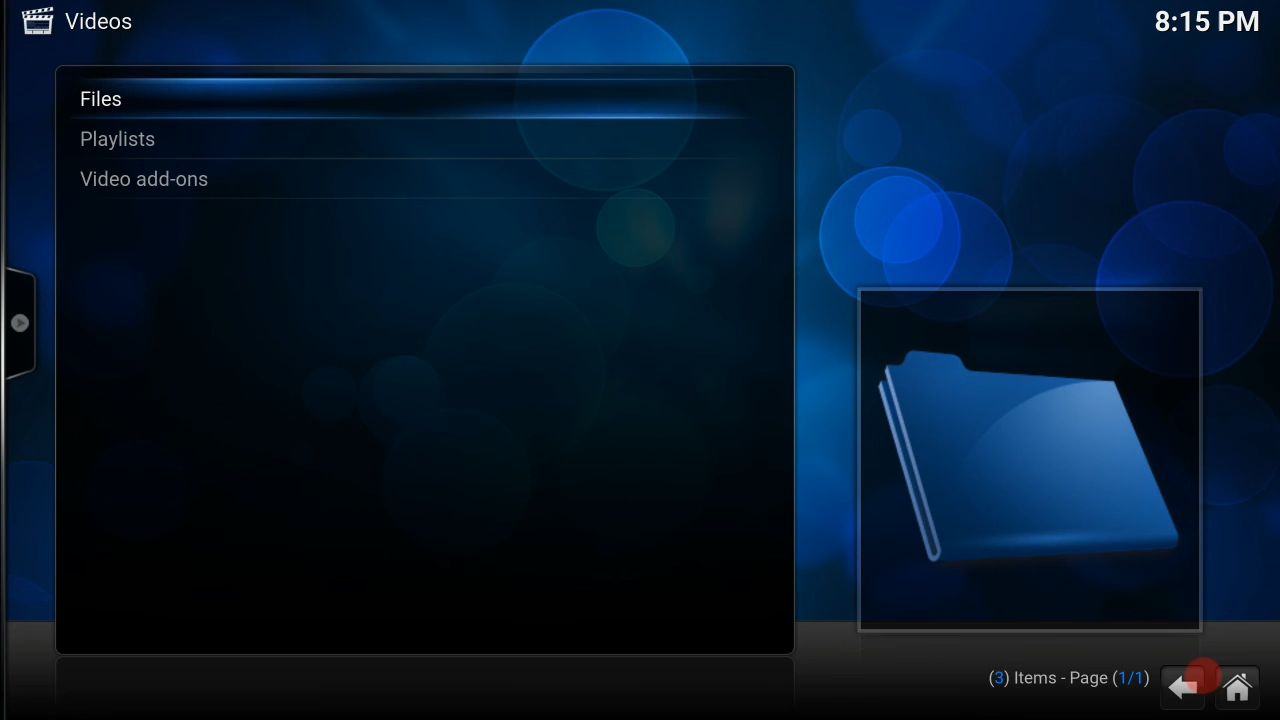 Videos
8:15 PM
Files
Playlists
Video add-ons
(3) Items - Page (1/1)